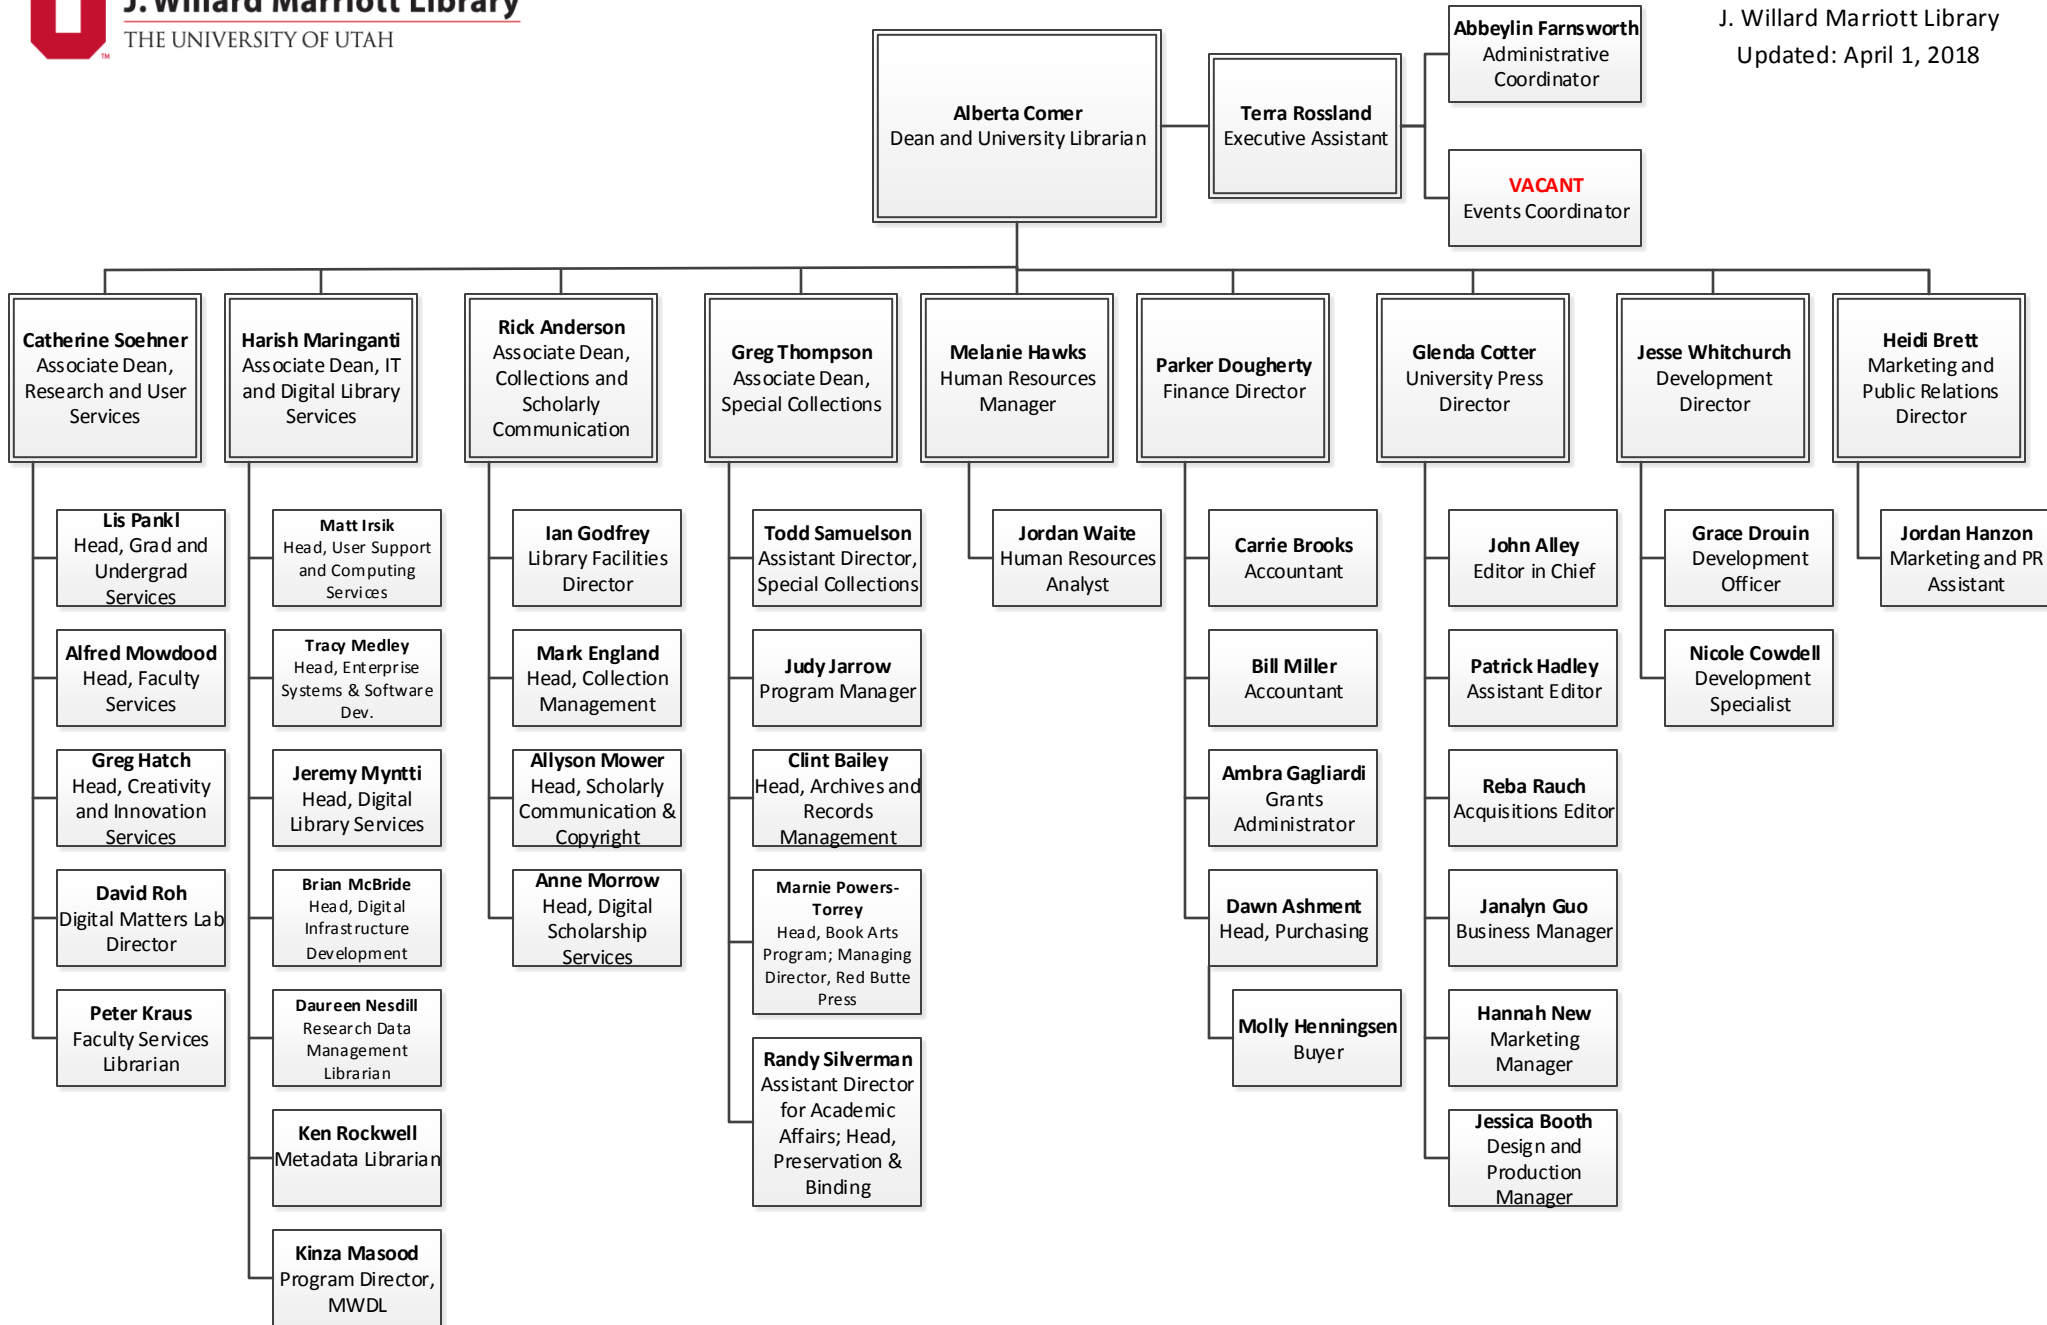 J. Willard Marriott Library
THE UNIVERSITY OF UTAH
TM
J. Willard Marriott Library
Updated: April 1, 2018
Alberta Comer
Dean and University Librarian
Terra Rossland
Executive Assistant
Abbeylin Farnsworth
Administrative
Coordinator
VACANT
Events Coordinator
Catherine Soehner
Associate Dean,
Research and User
Services
Harish Maringanti
Associate Dean, IT
and Digital Library
Services
Rick Anderson
Associate Dean,
Collections and
Scholarly
Communication
Greg Thompson
Associate Dean,
Special Collections
Melanie Hawks
Human Resources
Manager
Parker Dougherty
Finance Director
Glenda Cotter
University Press
Director
Jesse Whitchurch
Development
Director
Heidi Brett
Marketing and
Public Relations
Director
Lis Pankl
Head, Grad and
Undergrad
Services
Alfred Mowdood
Head, Faculty
Services
Greg Hatch
Head, Creativity
and Innovation
Services
David Roh
Digital Matters Lab
Director
Peter Kraus
Faculty Services
Librarian
Matt Irsik
Head, User Support
and Computing
Services
Tracy Medley
Head, Enterprise
Systems & Software
Dev.
Jeremy Myntti
Head, Digital
Library Services
Brian McBride
Head, Digital
Infrastructure
Development
Daureen Nesdill
Research Data
Management
Librarian
Ken Rockwell
Metadata Librarian
Kinza Masood
Program Director,
MWDL
Ian Godfrey
Library Facilities
Director
Mark England
Head, Collection
Management
Allyson Mower
Head, Scholarly
Communication &
Copyright
Anne Morrow
Head, Digital
Scholarship
Services
Todd Samuelson
Assistant Director,
Special Collections
Judy Jarrow
Program Manager
Clint Bailey
Head, Archives and
Records
Management
Marnie Powers-
Torrey
Head, Book Arts
Program; Managing
Director, Red Butte
Press
Randy Silverman
Assistant Director
for Academic
Affairs; Head,
Preservation &
Binding
Jordan Waite
Human Resources
Analyst
Carrie Brooks
Accountant
Bill Miller
Accountant
Ambra Gagliardi
Grants
Administrator
Dawn Ashment
Head, Purchasing
Molly Henningsen
Buyer
John Alley
Editor in Chief
Patrick Hadley
Assistant Editor
Reba Rauch
Acquisitions Editor
Janalyn Guo
Business Manager
Hannah New
Marketing
Manager
Jessica Booth
Design and
Production
Manager
Grace Drouin
Development
Officer
Nicole Cowdell
Development
Specialist
Jordan Hanzon
Marketing and PR
Assistant